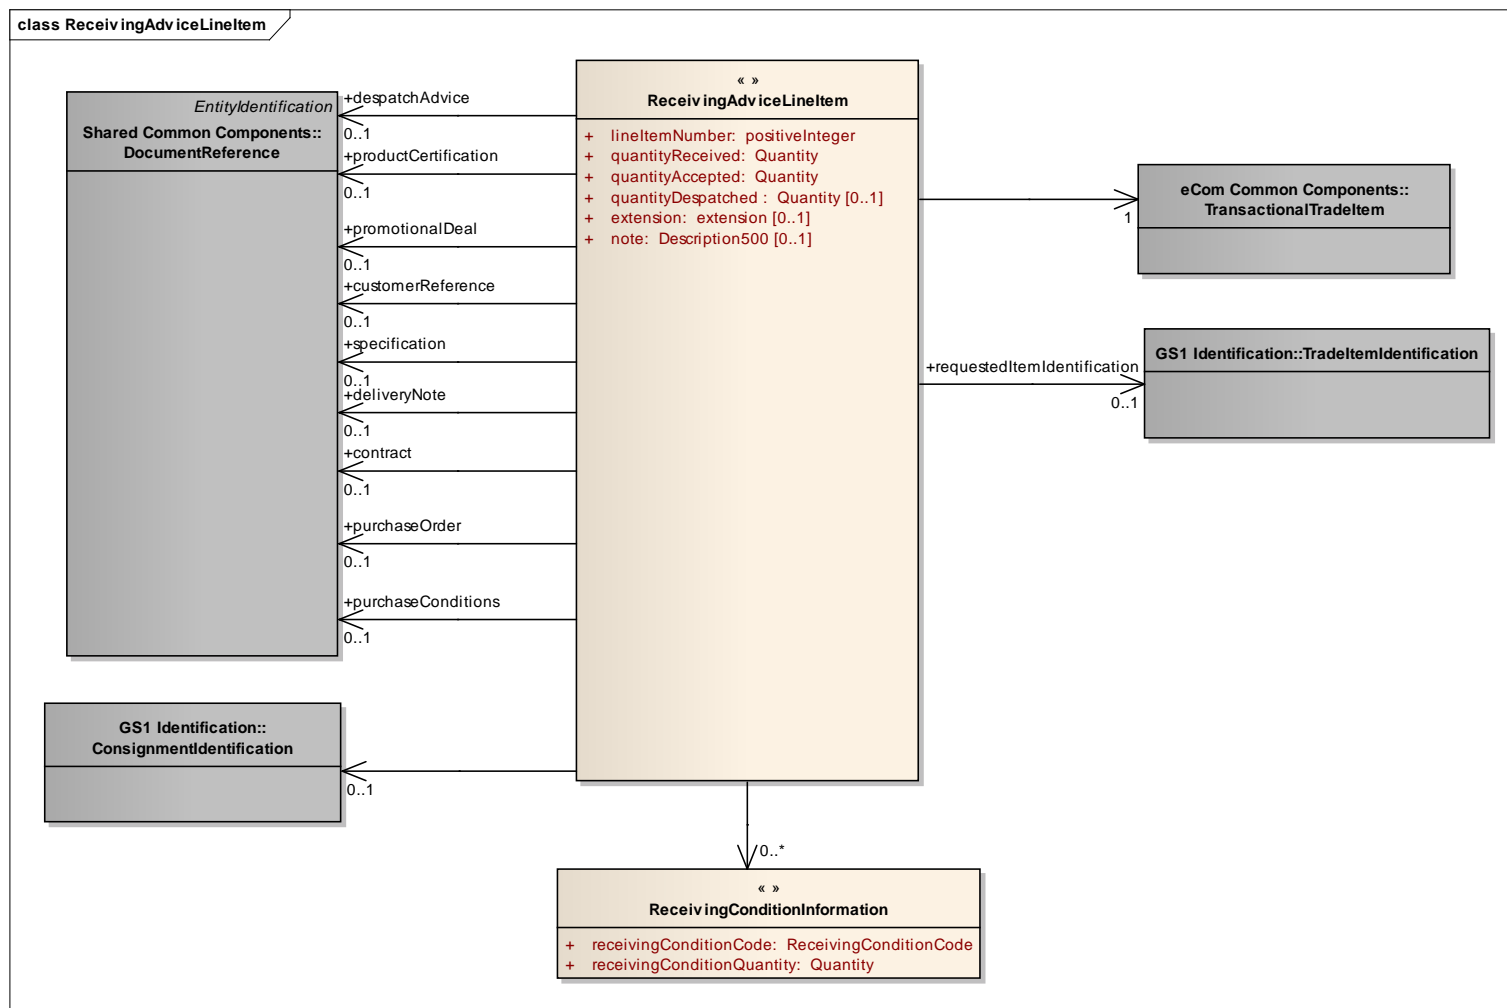 class ReceivingAdviceLineItem
EntityIdentification
Shared Common Components::
DocumentReference
+despatchAdvice
0..1
+productCertification
0..1
+promotionalDeal
0..1
+customerReference
0..1
+specification
0..1
+deliveryNote
0..1
+contract
0..1
+purchaseOrder
0..1
+purchaseConditions
0..1
« »
ReceivingAdviceLineItem
+ lineItemNumber: positiveInteger
+ quantityReceived: Quantity
+ quantityAccepted: Quantity
+ quantityDespatched : Quantity [0..1]
+ extension: extension [0..1]
+ note: Description500 [0..1]
eCom Common Components::
TransactionalTradeItem
1
GS1 Identification::TradeItemIdentification
+requestedItemIdentification
0..1
GS1 Identification::
ConsignmentIdentification
0..1
0..*
« »
ReceivingConditionInformation
+ receivingConditionCode: ReceivingConditionCode
+ receivingConditionQuantity: Quantity